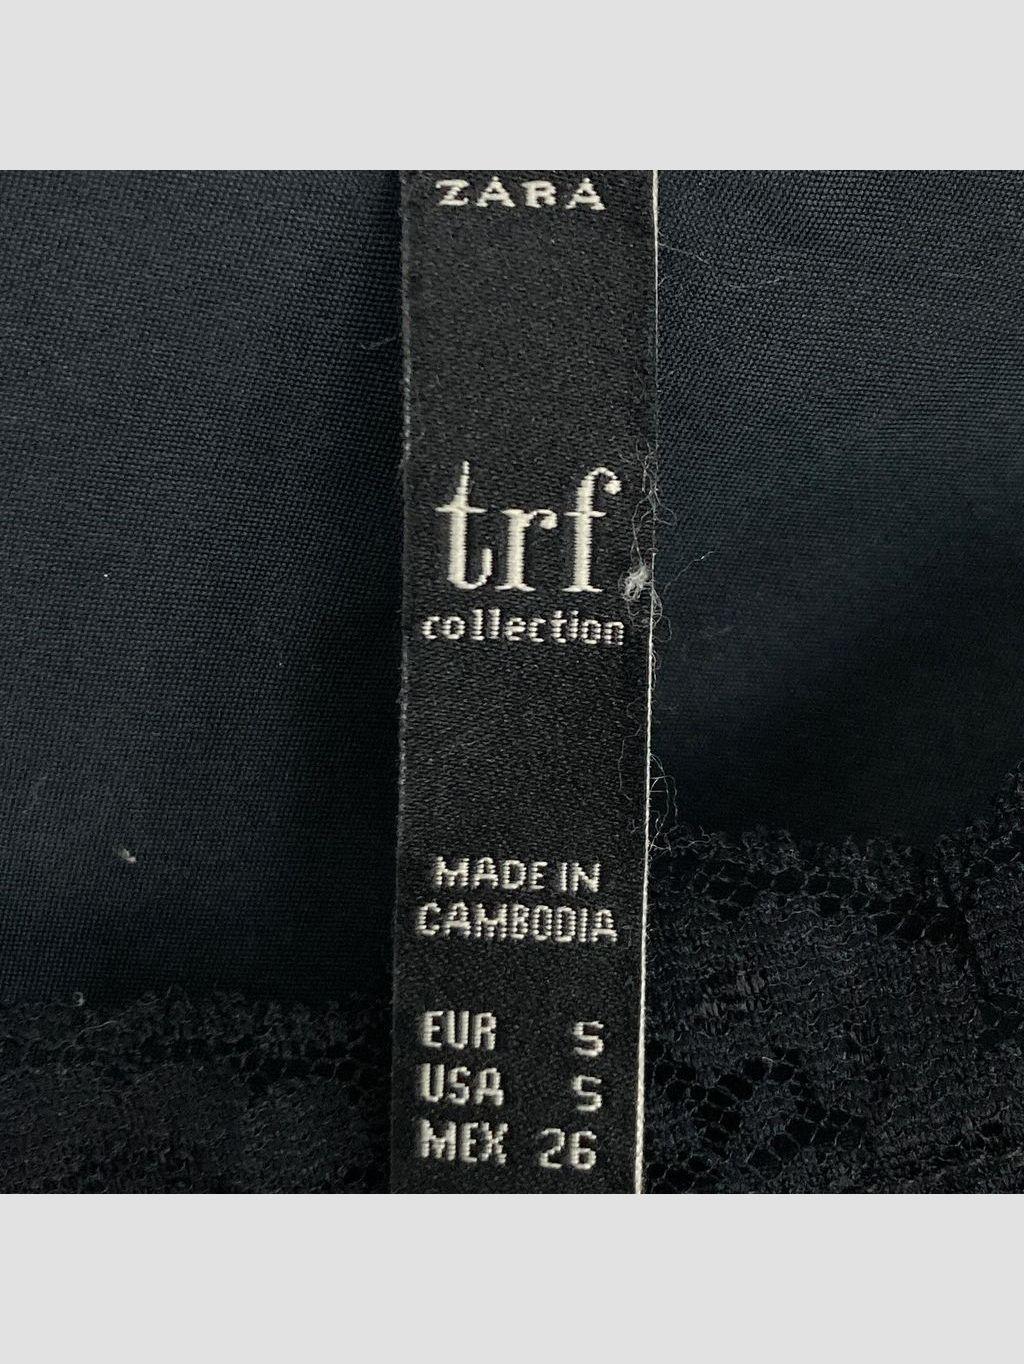 ZARA
trf
collection
MADE IN
CAMBODIA
EUR S
USA S
MEX 26